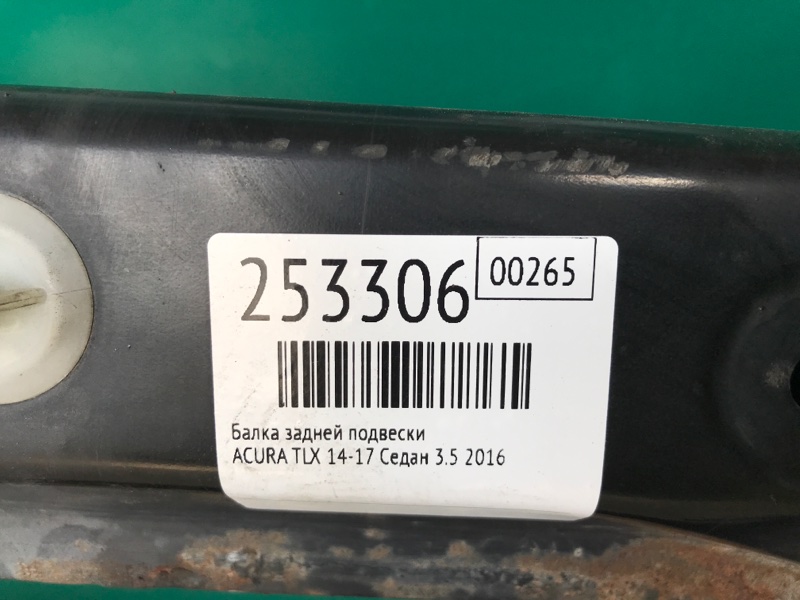 253306
00265
Балка задней подвески
ACURA TLX 14-17 Седан 3.5 2016